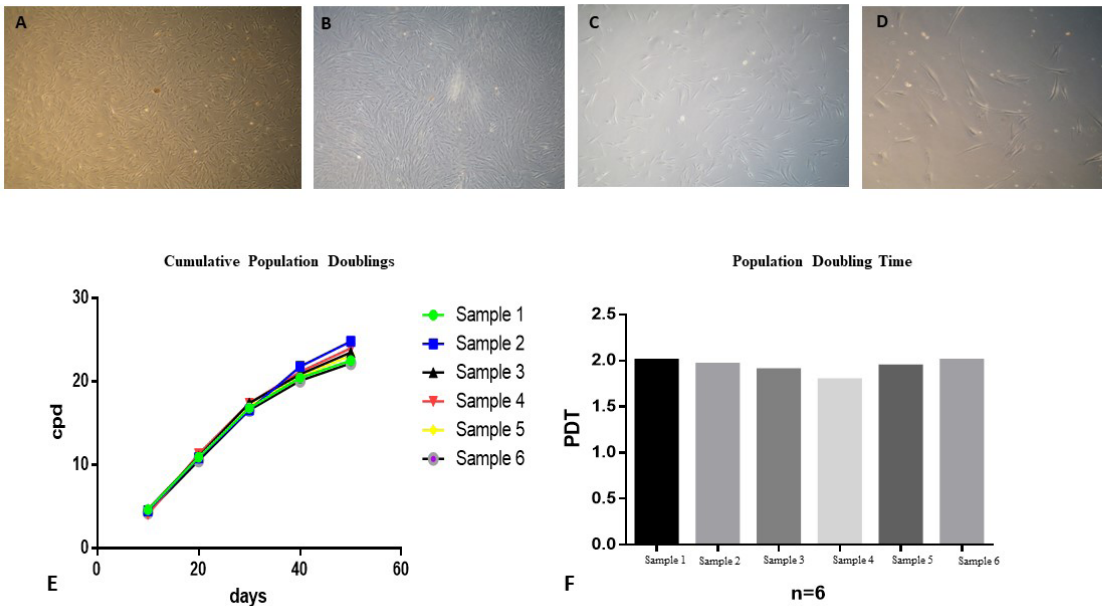 A
B
C
D
Cumulative Population Doublings
30
20
10
0
cpd
0 20 40 60
days
Sample 1
Sample 2
Sample 3
Sample 4
Sample 5
Sample 6
E
Population Doubling Time
2.5
2.0
1.5
1.0
0.5
0.0
PDT
Sample 1 Sample 2 Sample 3 Sample 4 Sample 5 Sample 6
n=6
F